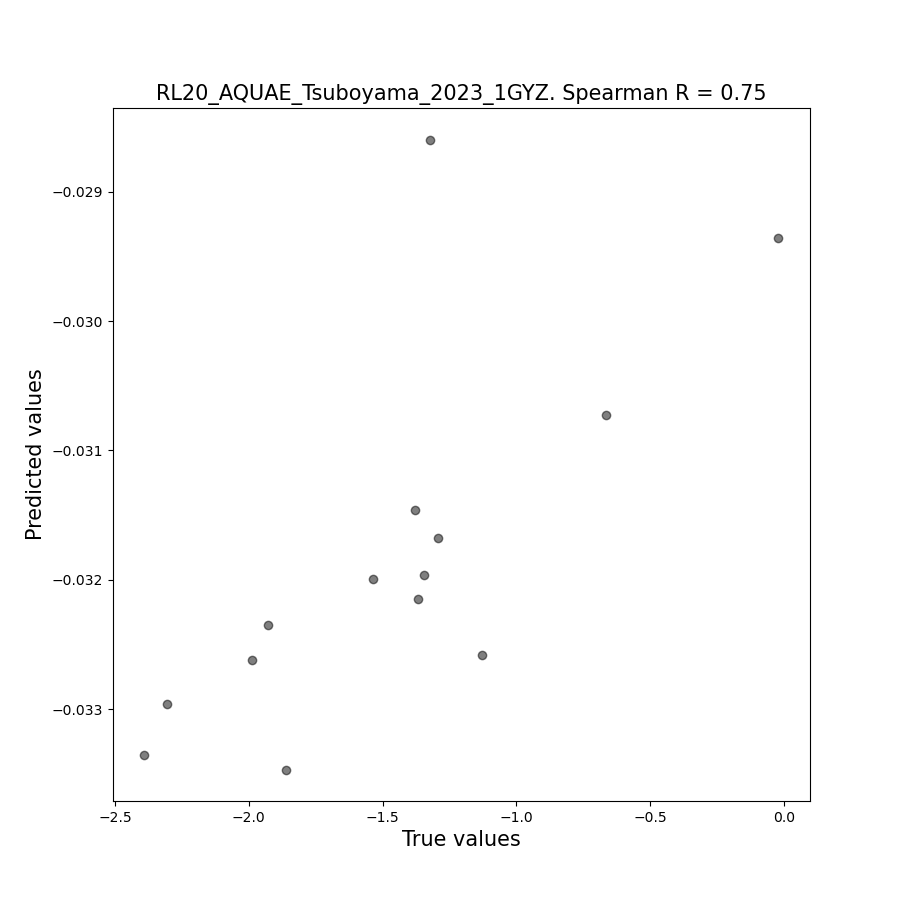 RL20_AQUAE_Tsuboyama_2023_1GYZ. Spearman R = 0.75
Predicted values
−0.029
−0.030
−0.031
−0.032
−0.033
−2.5 −2.0 −1.5 −1.0 −0.5 0.0
True values